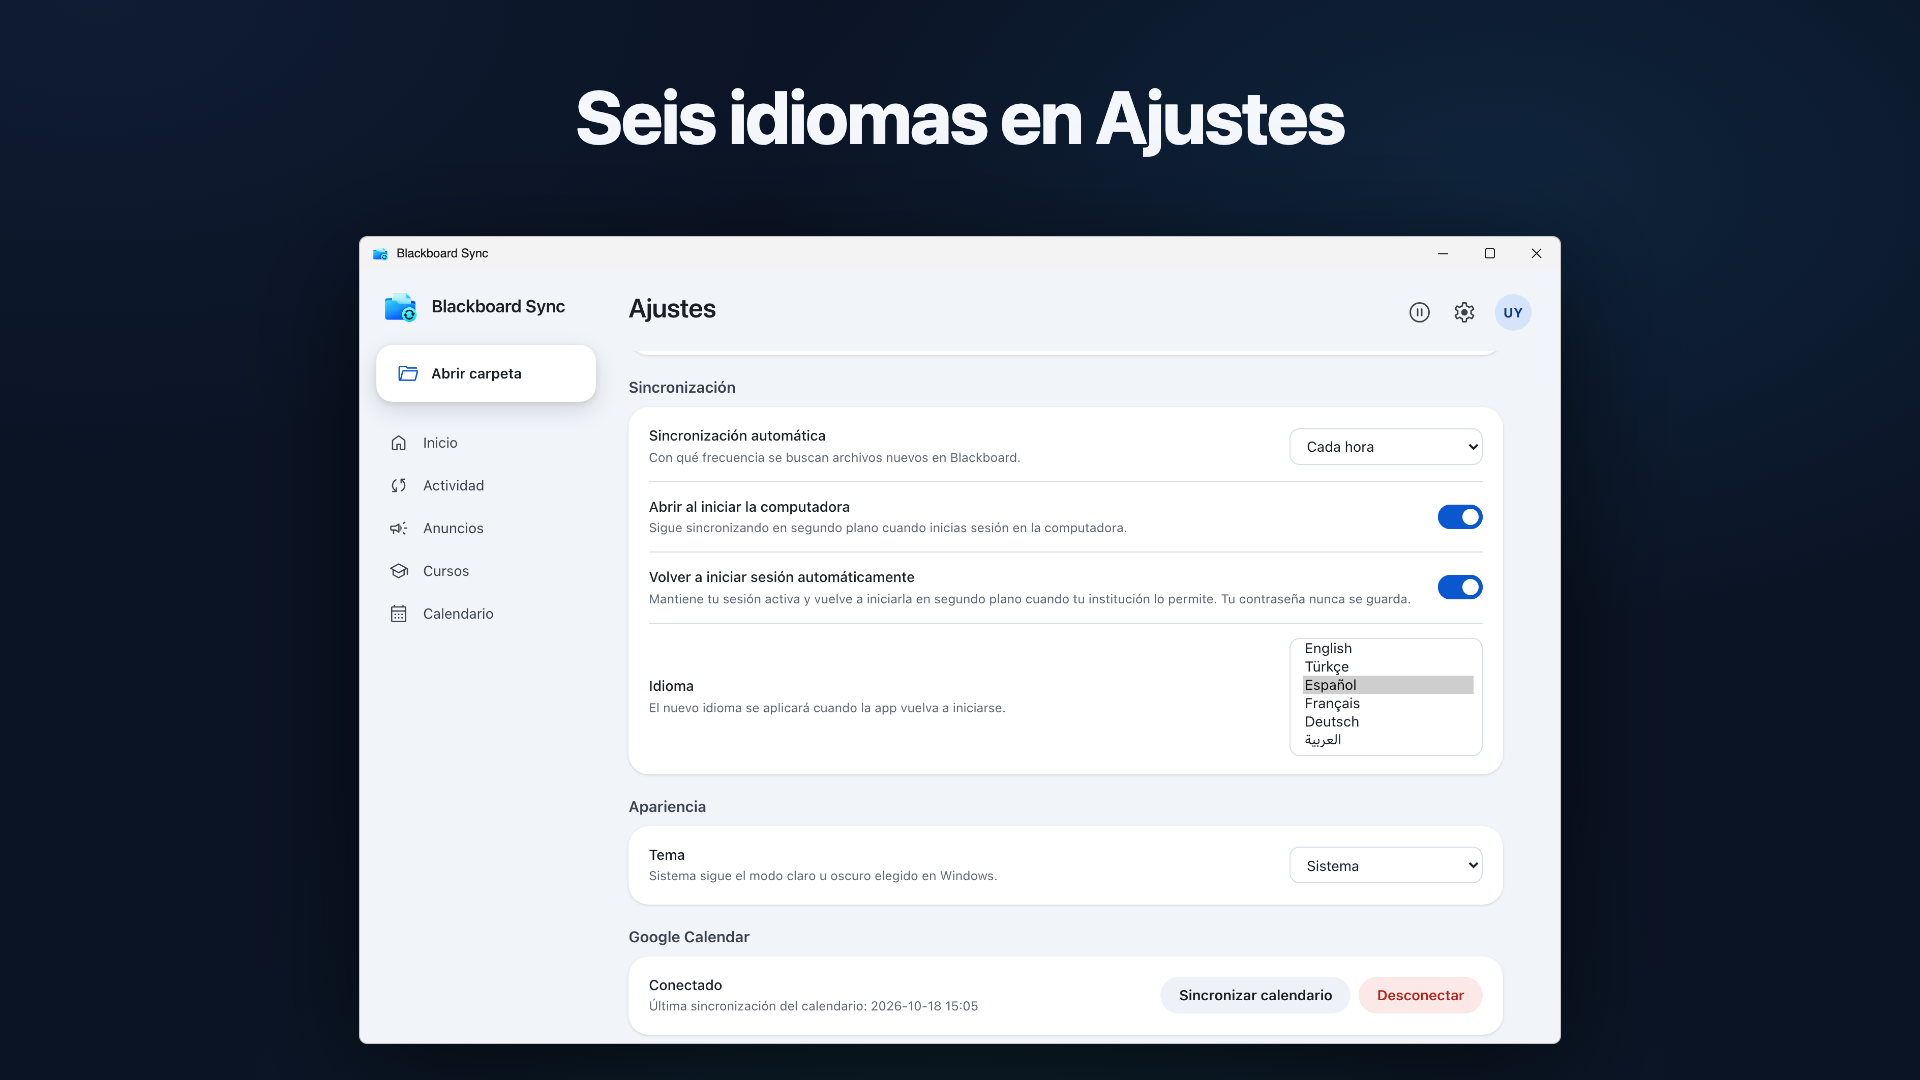 Seis idiomas en Ajustes
Blackboard Sync
Blackboard Sync
Ajustes
UY
Abrir carpeta
Inicio
Actividad
Anuncios
Cursos
Calendario
Sincronización
Sincronización automática
Con qué frecuencia se buscan archivos nuevos en Blackboard.
Cada hora
Abrir al iniciar la computadora
Sigue sincronizando en segundo plano cuando inicias sesión en la computadora.
Volver a iniciar sesión automáticamente
Mantiene tu sesión activa y vuelve a iniciarla en segundo plano cuando tu institución lo permite. Tu contraseña nunca se guarda.
Idioma
El nuevo idioma se aplicará cuando la app vuelva a iniciarse.
English
Türkçe
Español
Français
Deutsch
العربية
Apariencia
Tema
Sistema sigue el modo claro u oscuro elegido en Windows.
Sistema
Google Calendar
Conectado
Última sincronización del calendario: 2026-10-18 15:05
Sincronizar calendario
Desconectar